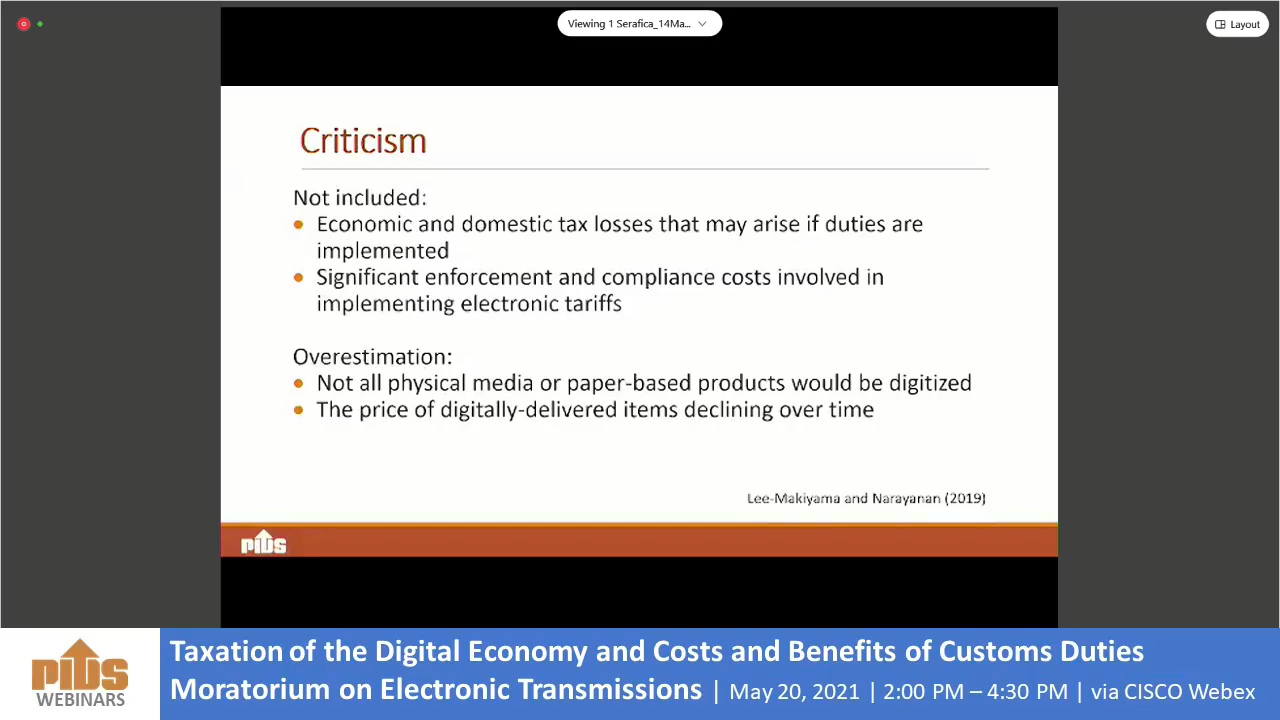 Viewing 1 Serafica_14Ma...
Layout
Criticism
Not included:
Economic and domestic tax losses that may arise if duties are
implemented
Significant enforcement and compliance costs involved in
implementing electronic tariffs
Overestimation:
Not all physical media or paper-based products would be digitized
The price of digitally-delivered items declining over time
Lee-Makiyama and Narayanan (2019)
PIDS
PIDS
WEBINARS
Taxation of the Digital Economy and Costs and Benefits of Customs Duties
Moratorium on Electronic Transmissions | May 20, 2021 | 2:00 PM – 4:30 PM | via CISCO Webex